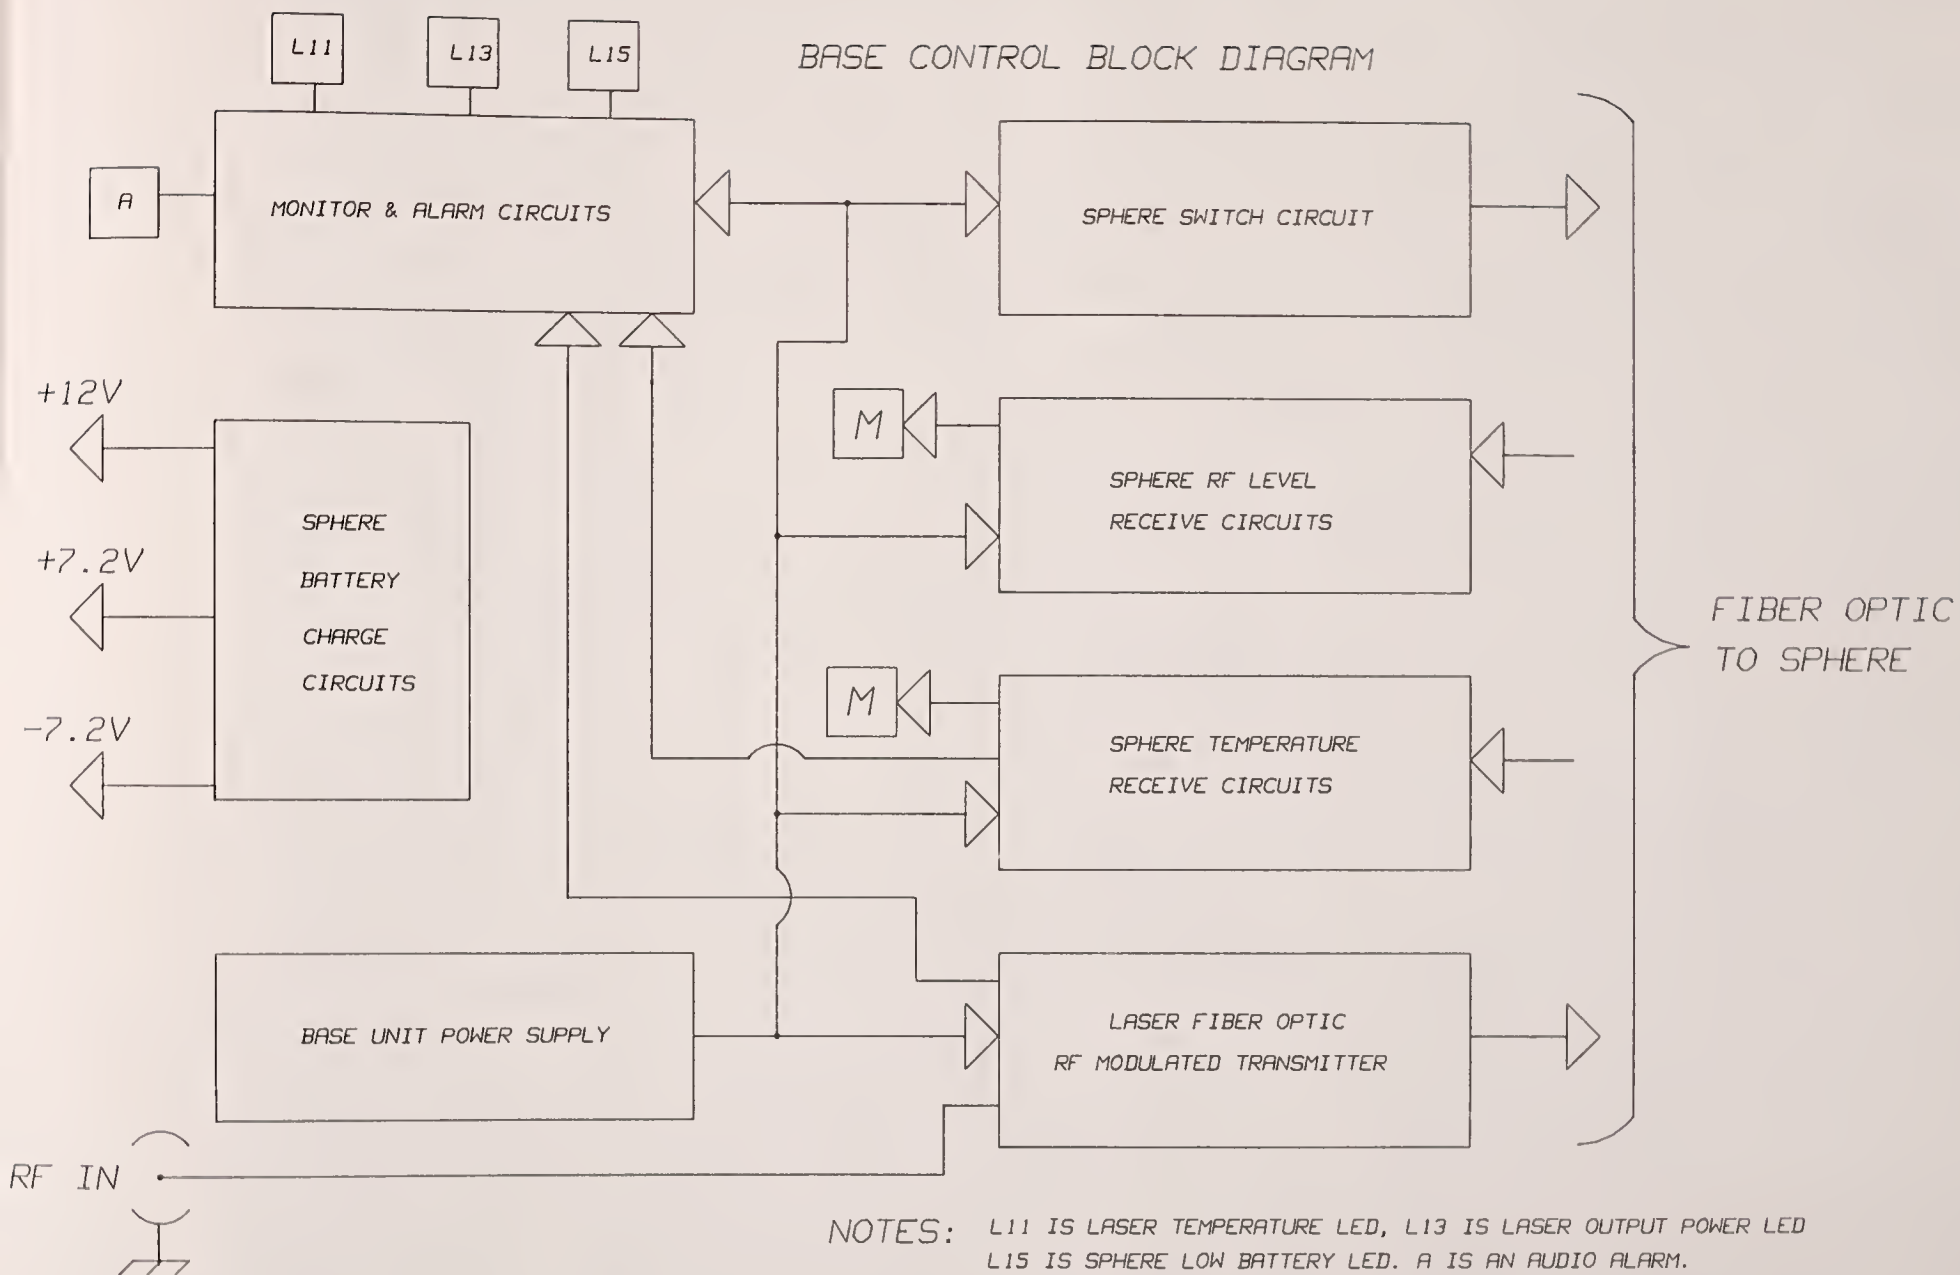 BASE CONTROL BLOCK DIAGRAM
L11
L13
L15
A
MONITOR & ALARM CIRCUITS
SPHERE SWITCH CIRCUIT
+12V
+7.2V
-7.2V
SPHERE
BATTERY
CHARGE
CIRCUITS
M
SPHERE RF LEVEL
RECEIVE CIRCUITS
M
SPHERE TEMPERATURE
RECEIVE CIRCUITS
FIBER OPTIC
TO SPHERE
BASE UNIT POWER SUPPLY
LASER FIBER OPTIC
RF MODULATED TRANSMITTER
RF IN
NOTES: L11 IS LASER TEMPERATURE LED, L13 IS LASER OUTPUT POWER LED
L15 IS SPHERE LOW BATTERY LED. A IS AN AUDIO ALARM.